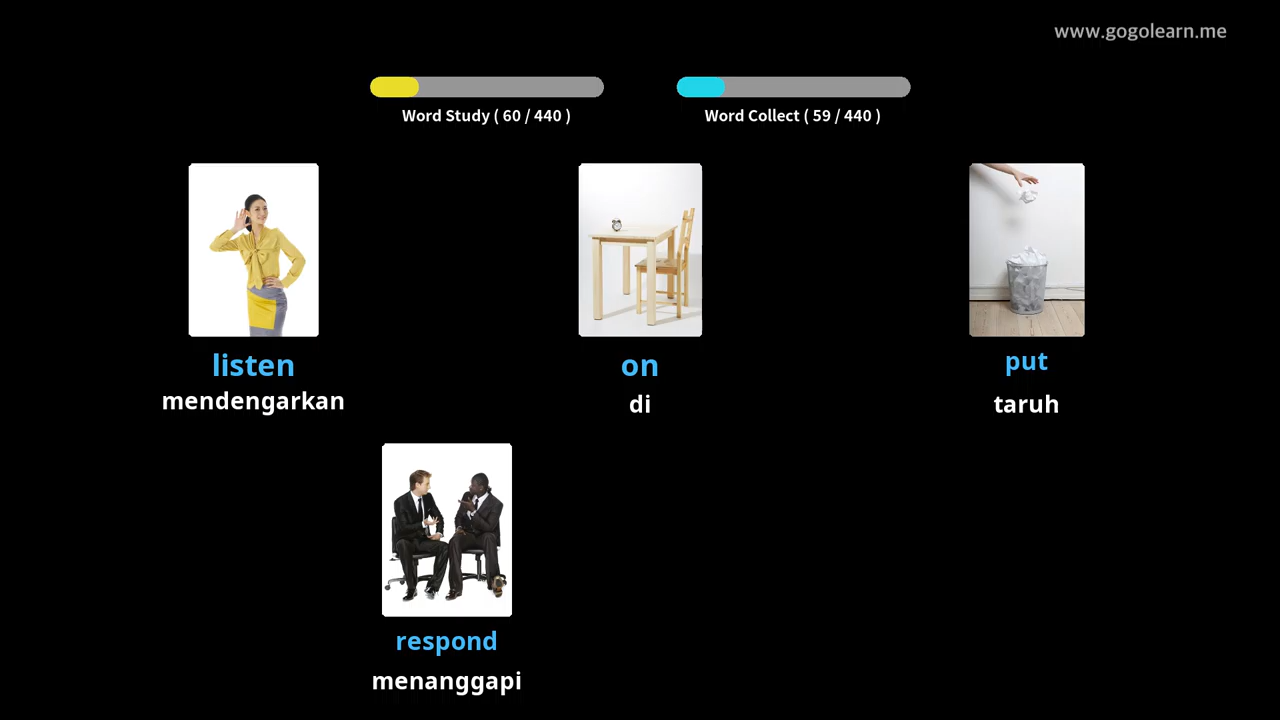 www.gogolearn.me
Word Study ( 60 / 440 )
Word Collect ( 59 / 440 )
listen
mendengarkan
on
di
put
taruh
respond
menanggapi